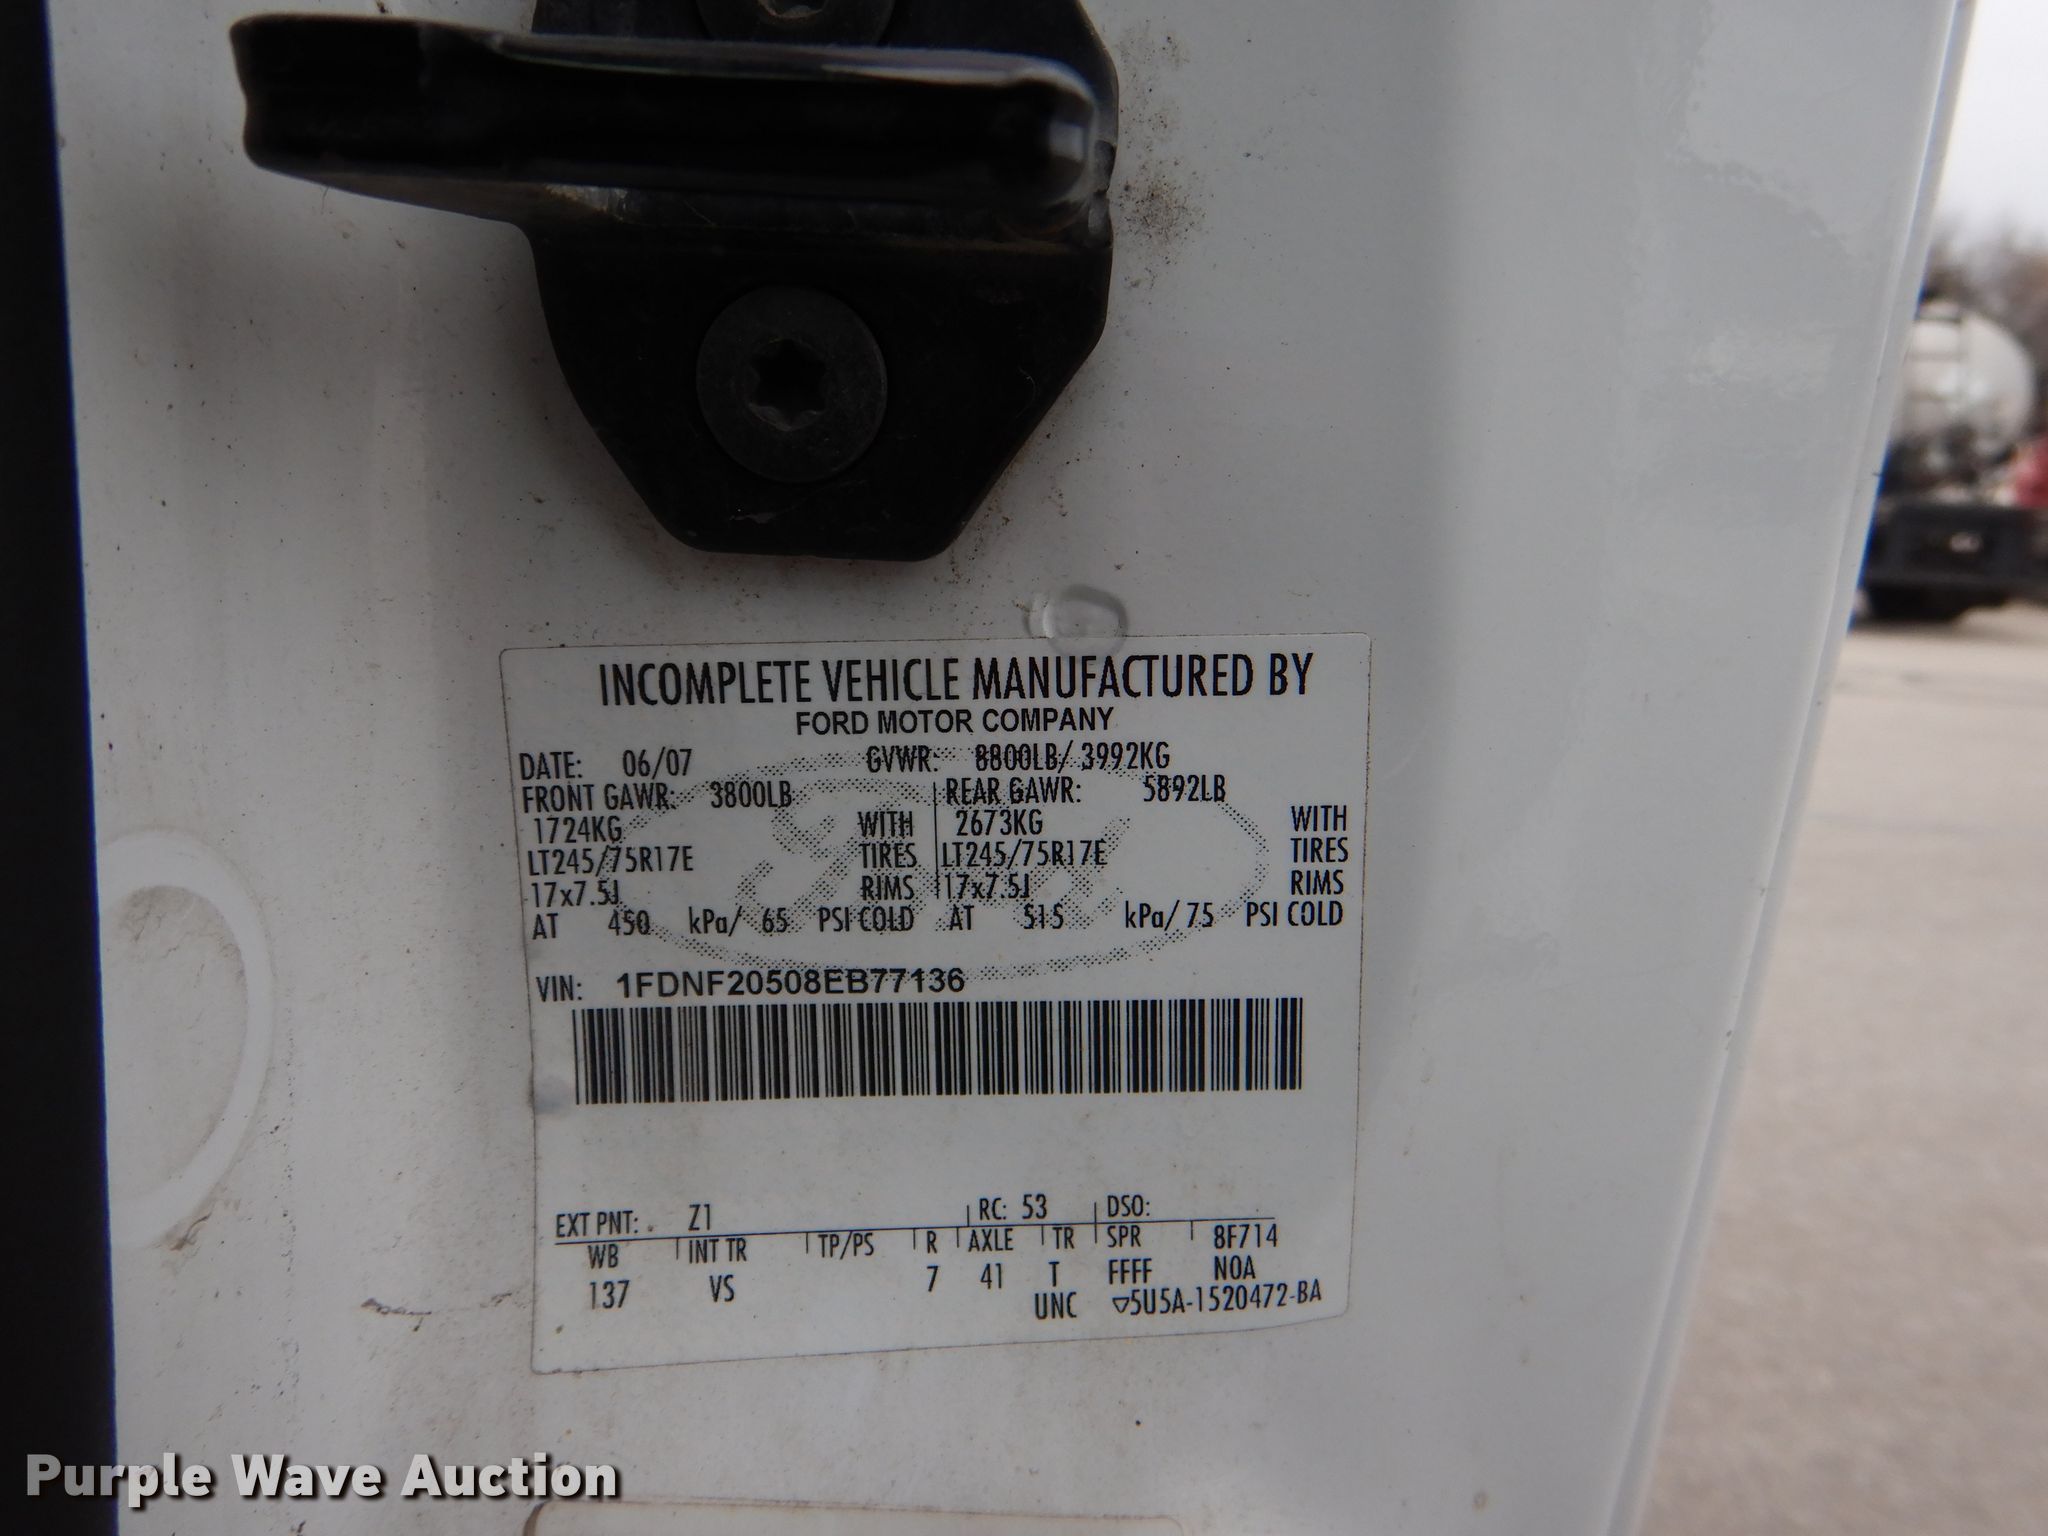 INCOMPLETE VEHICLE MANUFACTURED BY
FORD MOTOR COMPANY
DATE: 06/07 GVWR: 8800LB/ 3992KG
FRONT GAWR: 3800LB REAR GAWR: 5892LB
1724KG WITH 2673KG WITH
LT245/75R17E TIRES LT245/75R17E TIRES
17x7.5J RIMS 17x7.5J RIMS
AT 450 kPa/ 65 PSI COLD AT 515 kPa/ 75 PSI COLD
VIN: 1FDNF20508EB77136
EXT PNT: Z1 RC: 53 DSO:
WB INT TR TP/PS R AXLE TR SPR 8F714
137 VS 7 41 T FFFF N0A
UNC ▽5U5A-1520472-BA
Purple Wave Auction